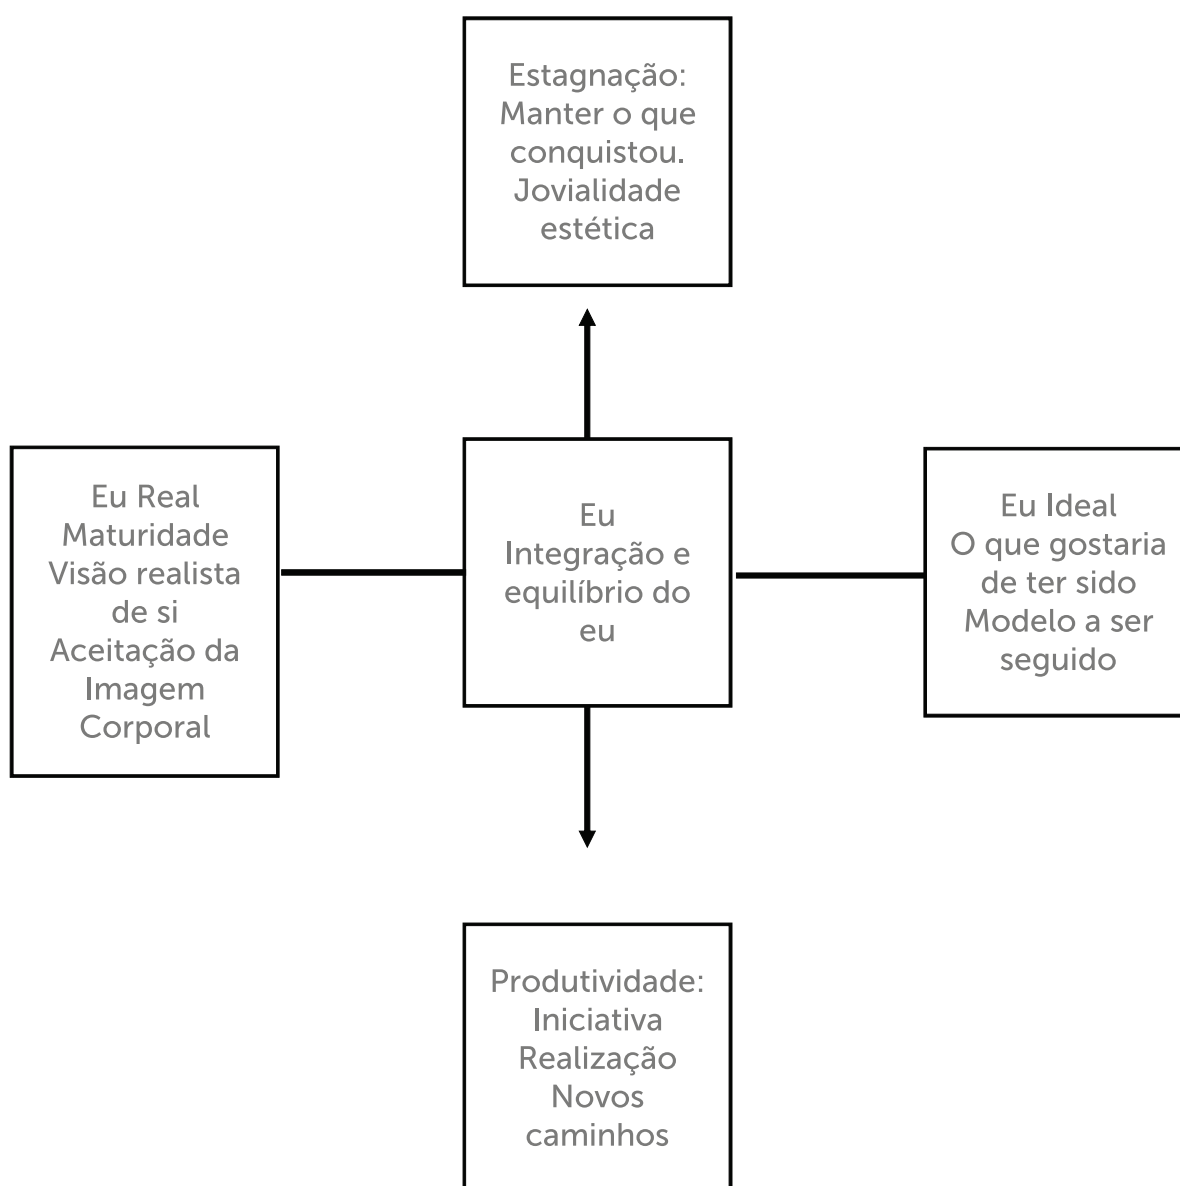 Estagnação:
Manter o que
conquistou.
Jovialidade
estética
Eu Real
Maturidade
Visão realista
de si
Aceitação da
Imagem
Corporal
Eu
Integração e
equilíbrio do
eu
Eu Ideal
O que gostaria
de ter sido
Modelo a ser
seguido
Produtividade:
Iniciativa
Realização
Novos
caminhos